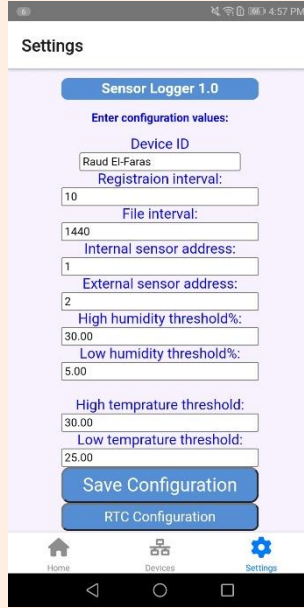 4:57 PM
Settings
Sensor Logger 1.0
Enter configuration values:
Device ID
Raud El-Faras
Registraion interval:
10
File interval:
1440
Internal sensor address:
1
External sensor address:
2
High humidity threshold%:
30.00
Low humidity threshold%:
5.00
High temprature threshold:
30.00
Low temprature threshold:
25.00
Save Configuration
RTC Configuration
Home Devices Settings